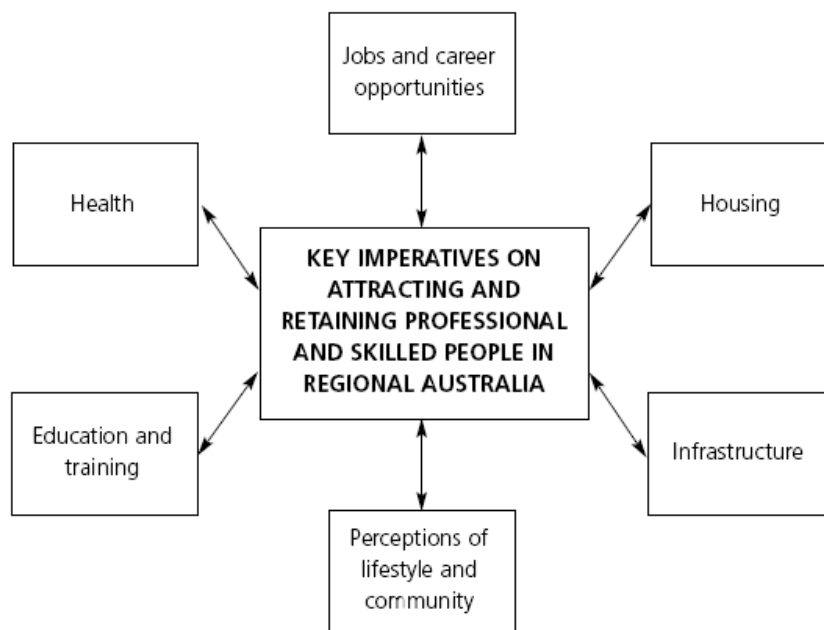 Jobs and career
opportunities
Health
Housing
KEY IMPERATIVES ON
ATTRACTING AND
RETAINING PROFESSIONAL
AND SKILLED PEOPLE IN
REGIONAL AUSTRALIA
Education and
training
Infrastructure
Perceptions of
lifestyle and
community